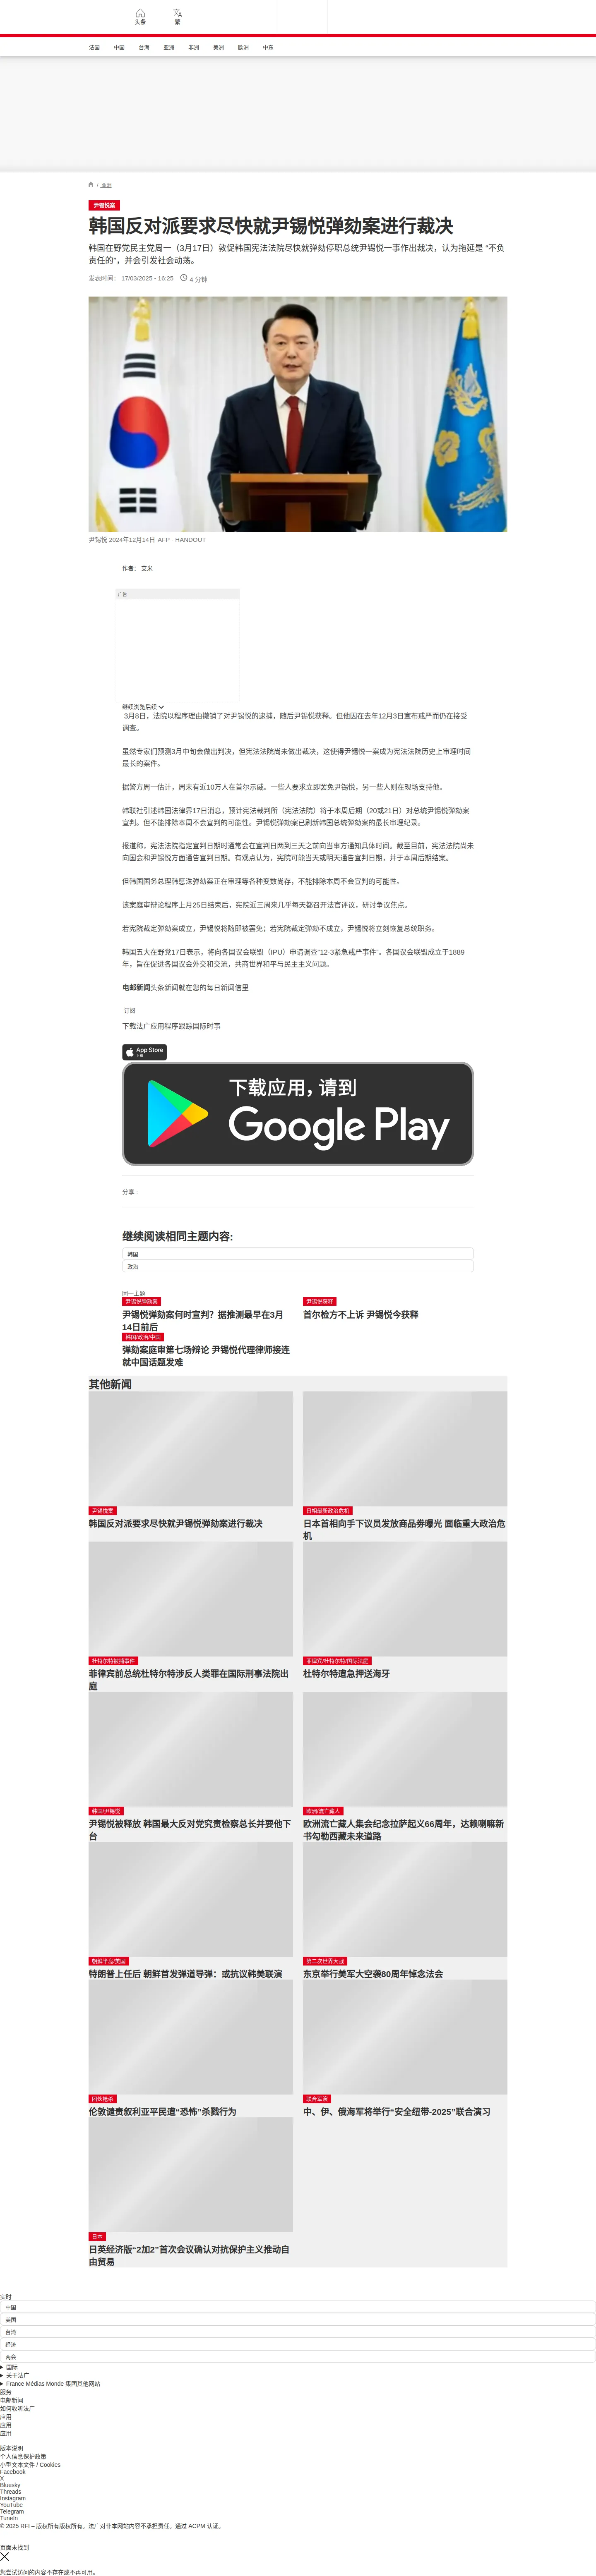 头条
繁
法国
中国
台海
亚洲
非洲
美洲
欧洲
中东
/ 亚洲
尹锡悦案
韩国反对派要求尽快就尹锡悦弹劾案进行裁决
韩国在野党民主党周一（3月17日）敦促韩国宪法法院尽快就弹劾停职总统尹锡悦一事作出裁决，认为拖延是 “不负
责任的”，并会引发社会动荡。
发表时间： 17/03/2025 - 16:25
4 分钟
尹锡悦 2024年12月14日 AFP - HANDOUT
作者： 艾米
广告
继续浏览后续
3月8日，法院以程序理由撤销了对尹锡悦的逮捕，随后尹锡悦获释。但他因在去年12月3日宣布戒严而仍在接受
调查。
虽然专家们预测3月中旬会做出判决，但宪法法院尚未做出裁决，这使得尹锡悦一案成为宪法法院历史上审理时间
最长的案件。
据警方周一估计，周末有近10万人在首尔示威。一些人要求立即罢免尹锡悦，另一些人则在现场支持他。
韩联社引述韩国法律界17日消息，预计宪法裁判所（宪法法院）将于本周后期（20或21日）对总统尹锡悦弹劾案
宣判。但不能排除本周不会宣判的可能性。尹锡悦弹劾案已刷新韩国总统弹劾案的最长审理纪录。
报道称，宪法法院指定宣判日期时通常会在宣判日两到三天之前向当事方通知具体时间。截至目前，宪法法院尚未
向国会和尹锡悦方面通告宣判日期。有观点认为，宪院可能当天或明天通告宣判日期，并于本周后期结案。
但韩国国务总理韩悳洙弹劾案正在审理等各种变数尚存，不能排除本周不会宣判的可能性。
该案庭审辩论程序上月25日结束后，宪院近三周来几乎每天都召开法官评议，研讨争议焦点。
若宪院裁定弹劾案成立，尹锡悦将随即被罢免；若宪院裁定弹劾不成立，尹锡悦将立刻恢复总统职务。
韩国五大在野党17日表示，将向各国议会联盟（IPU）申请调查“12·3紧急戒严事件”。各国议会联盟成立于1889
年，旨在促进各国议会外交和交流，共商世界和平与民主主义问题。
电邮新闻头条新闻就在您的每日新闻信里
订阅
下载法广应用程序跟踪国际时事
App Store
下载
下载应用，请到
Google Play
分享 :
继续阅读相同主题内容:
韩国
政治
同一主题
尹锡悦弹劾案
尹锡悦弹劾案何时宣判？据推测最早在3月
14日前后
尹锡悦获释
首尔检方不上诉 尹锡悦今获释
韩国/政治/中国
弹劾案庭审第七场辩论 尹锡悦代理律师接连
就中国话题发难
其他新闻
尹锡悦案
韩国反对派要求尽快就尹锡悦弹劾案进行裁决
日相最新政治危机
日本首相向手下议员发放商品劵曝光 面临重大政治危
机
杜特尔特被捕事件
菲律宾前总统杜特尔特涉反人类罪在国际刑事法院出
庭
菲律宾/杜特尔特/国际法庭
杜特尔特遭急押送海牙
韩国/尹锡悦
尹锡悦被释放 韩国最大反对党究责检察总长并要他下
台
欧洲/流亡藏人
欧洲流亡藏人集会纪念拉萨起义66周年，达赖喇嘛新
书勾勒西藏未来道路
朝鲜半岛/美国
特朗普上任后 朝鲜首发弹道导弹：或抗议韩美联演
第二次世界大战
东京举行美军大空袭80周年悼念法会
团伙枪杀
伦敦谴责叙利亚平民遭“恐怖”杀戮行为
联合军演
中、伊、俄海军将举行“安全纽带-2025”联合演习
日本
日英经济版“2加2”首次会议确认对抗保护主义推动自
由贸易
实时
中国
美国
台湾
经济
两会
国际
关于法广
France Médias Monde 集团其他网站
服务
电邮新闻
如何收听法广
应用
应用
应用
版本说明
个人信息保护政策
小型文本文件 / Cookies
Facebook
X
Bluesky
Threads
Instagram
YouTube
Telegram
TuneIn
© 2025 RFI – 版权所有版权所有。法广对非本网站内容不承担责任。通过 ACPM 认证。
页面未找到
您尝试访问的内容不存在或不再可用。